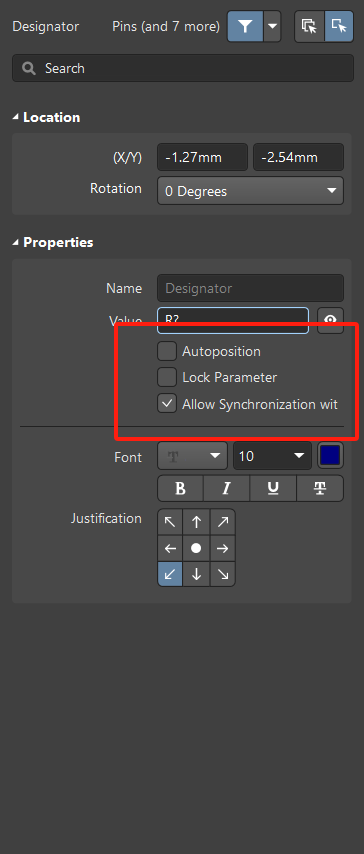 Designator Pins (and 7 more)
Search
Location
(X/Y) -1.27mm -2.54mm
Rotation 0 Degrees
Properties
Name Designator
Value R?
Autoposition
Lock Parameter
Allow Synchronization wit
Font T 10
B I U T
Justification